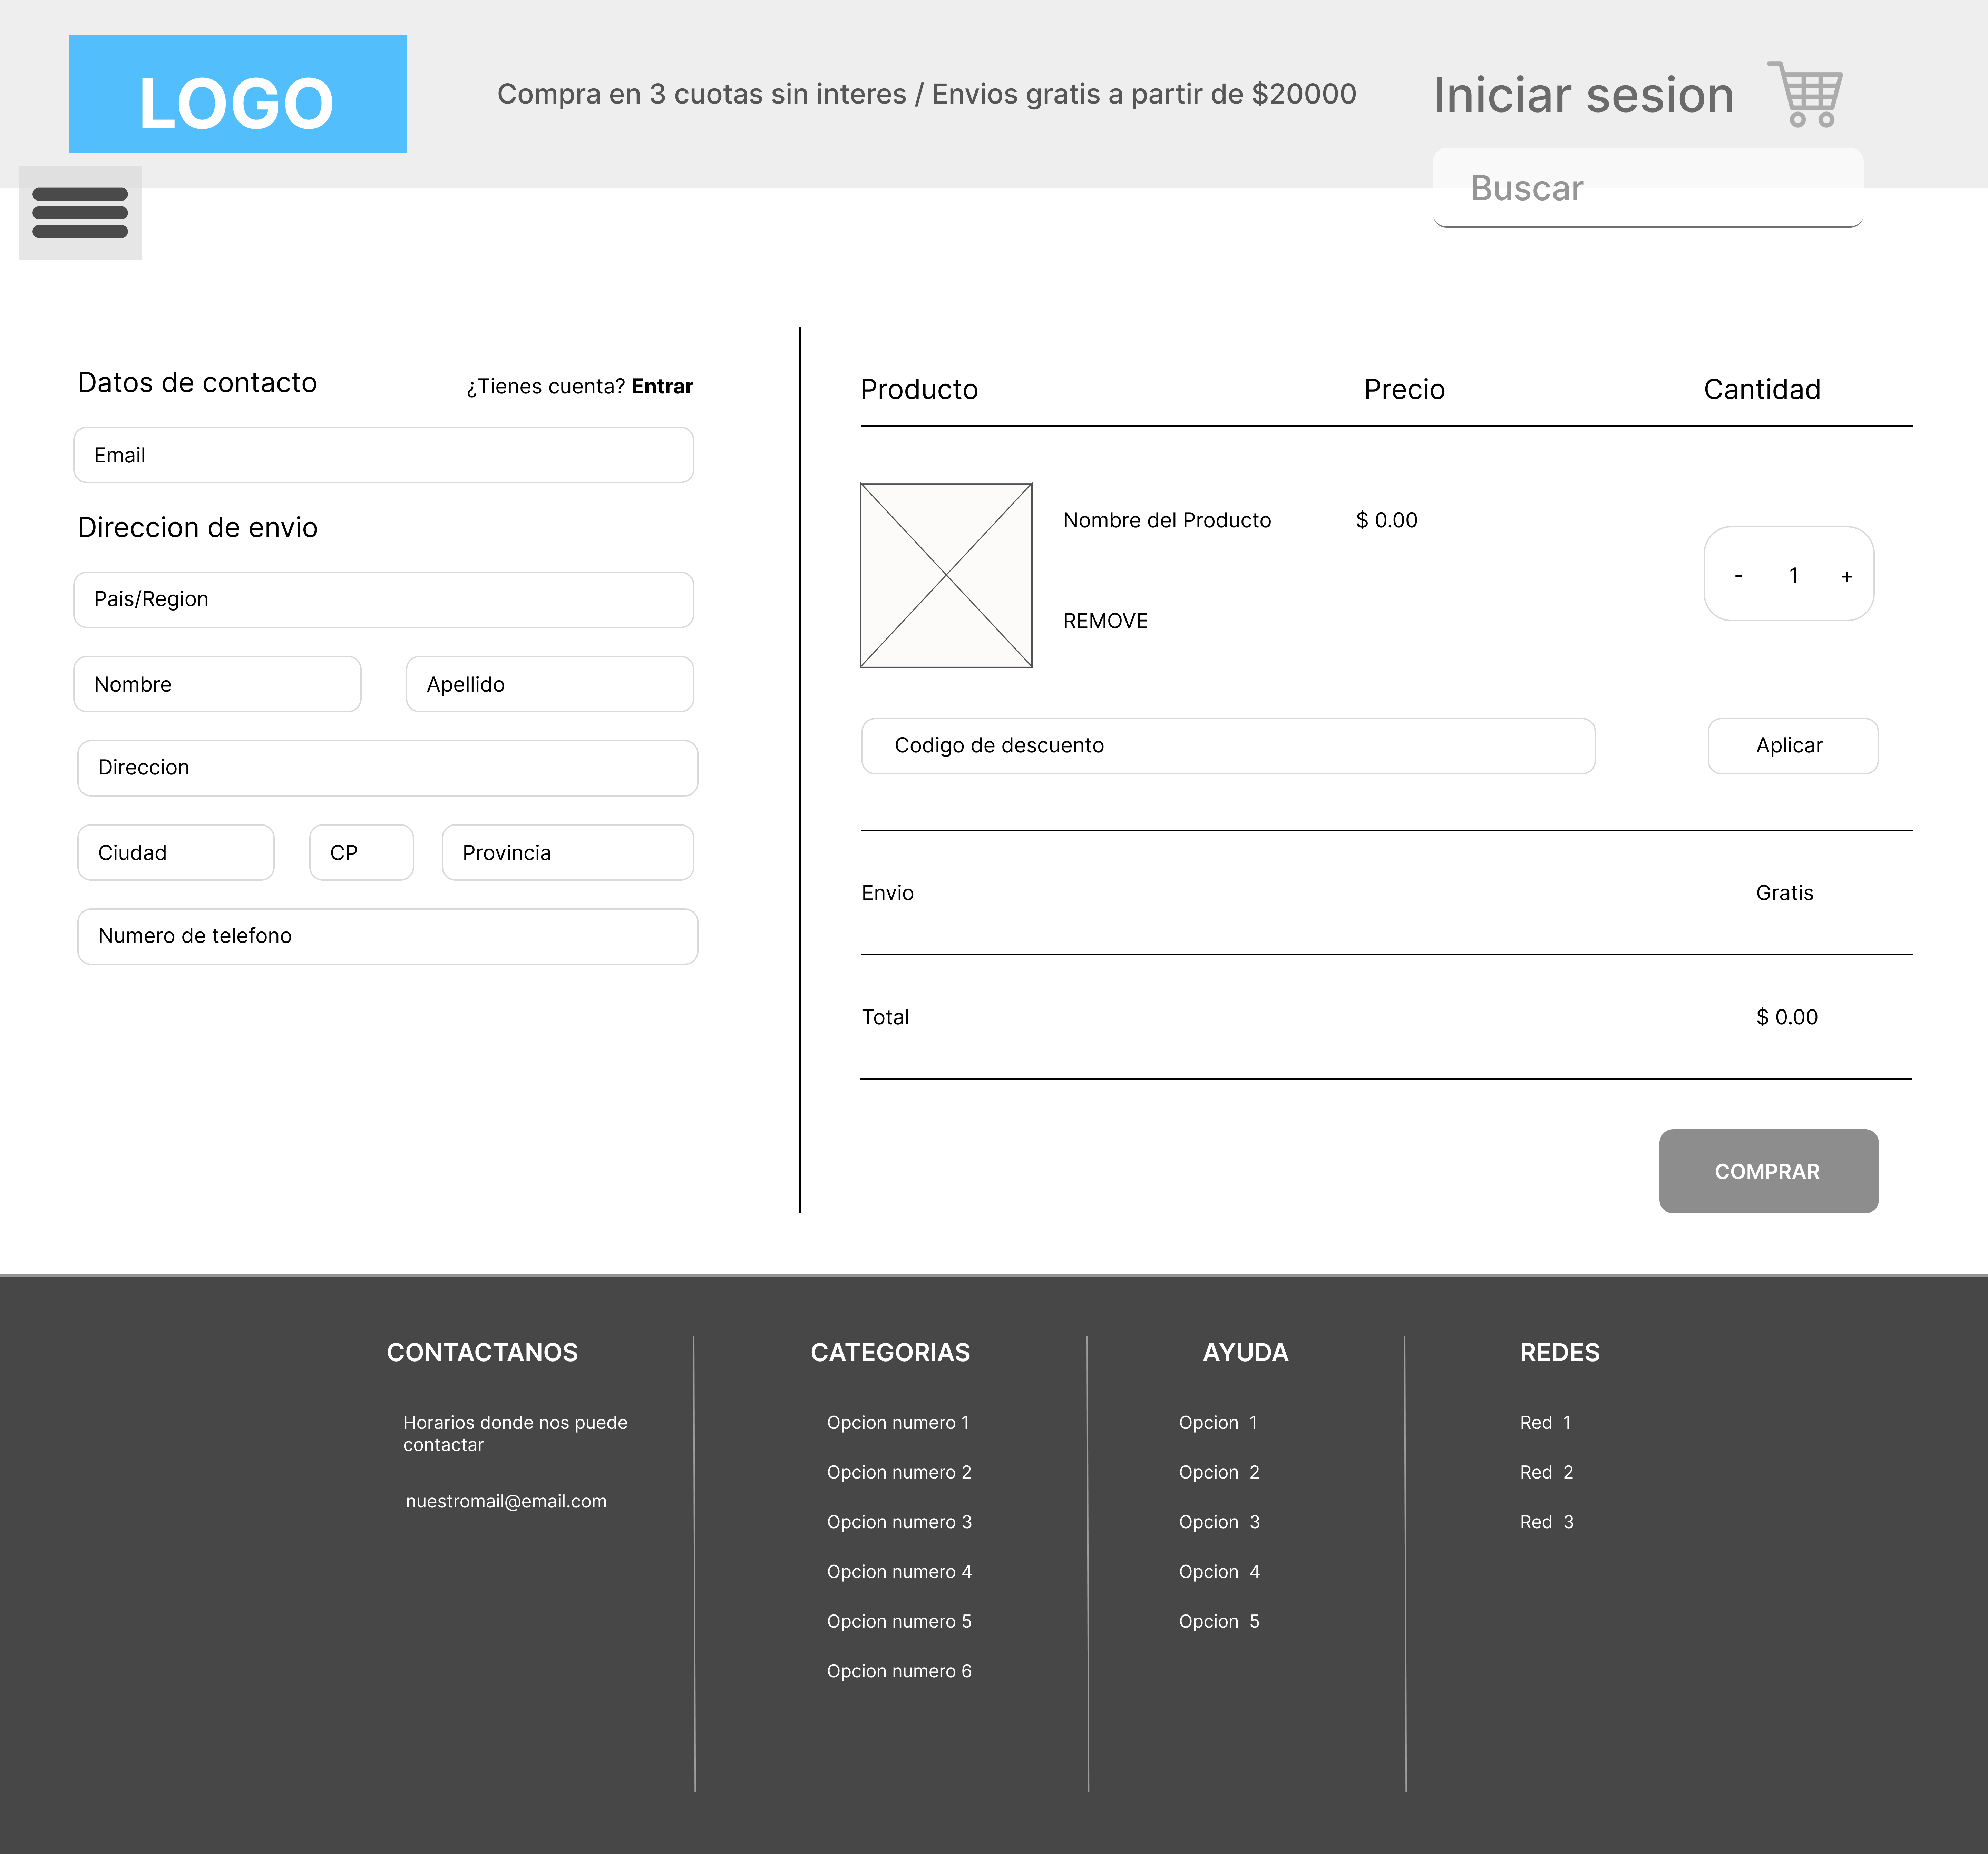 LOGO
Compra en 3 cuotas sin interes / Envios gratis a partir de $20000
Iniciar sesion
Buscar
Datos de contacto
¿Tienes cuenta? Entrar
Email
Direccion de envio
Pais/Region
Nombre
Apellido
Direccion
Ciudad
CP
Provincia
Numero de telefono
Producto
Precio
Cantidad
Nombre del Producto
$ 0.00
- 1 +
REMOVE
Codigo de descuento
Aplicar
Envio
Gratis
Total
$ 0.00
COMPRAR
CONTACTANOS
Horarios donde nos puede
contactar
nuestromail@email.com
CATEGORIAS
Opcion numero 1
Opcion numero 2
Opcion numero 3
Opcion numero 4
Opcion numero 5
Opcion numero 6
AYUDA
Opcion 1
Opcion 2
Opcion 3
Opcion 4
Opcion 5
REDES
Red 1
Red 2
Red 3